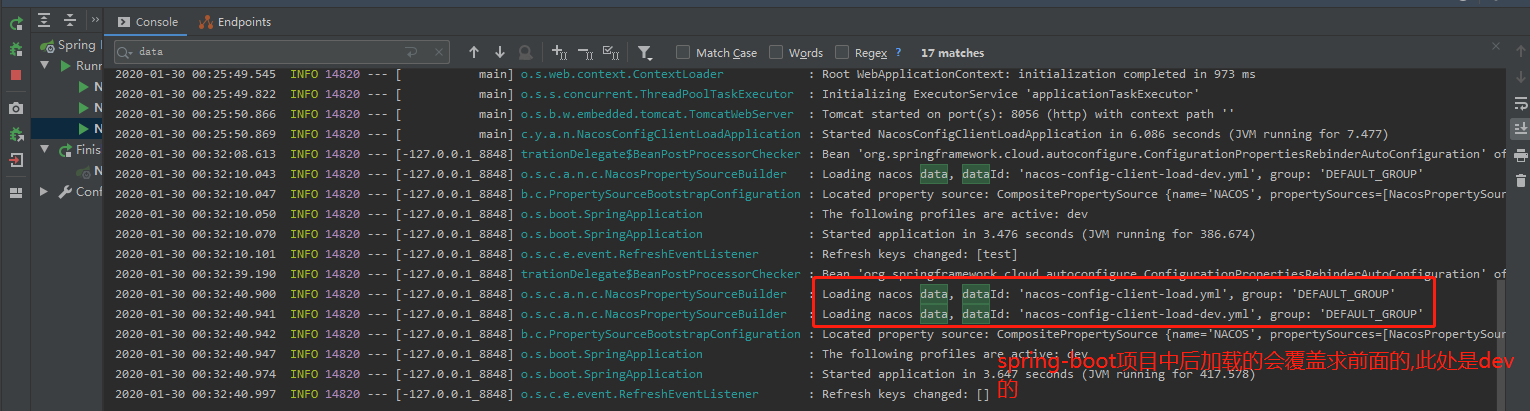 Console Endpoints
Spring
data Match Case Words Regex ? 17 matches
Runn
2020-01-30 00:25:49.545 INFO 14820 --- [ main] o.s.web.context.ContextLoader : Root WebApplicationContext: initialization completed in 973 ms
2020-01-30 00:25:49.822 INFO 14820 --- [ main] o.s.s.concurrent.ThreadPoolTaskExecutor : Initializing ExecutorService 'applicationTaskExecutor'
2020-01-30 00:25:50.866 INFO 14820 --- [ main] o.s.b.w.embedded.tomcat.TomcatWebServer : Tomcat started on port(s): 8056 (http) with context path ''
2020-01-30 00:25:50.869 INFO 14820 --- [ main] c.y.a.n.NacosConfigClientLoadApplication : Started NacosConfigClientLoadApplication in 6.086 seconds (JVM running for 7.477)
Finis
2020-01-30 00:32:08.613 INFO 14820 --- [-127.0.0.1_8848] trationDelegate$BeanPostProcessorChecker : Bean 'org.springframework.cloud.autoconfigure.ConfigurationPropertiesRebinderAutoConfiguration' of
2020-01-30 00:32:10.043 INFO 14820 --- [-127.0.0.1_8848] o.s.c.a.n.c.NacosPropertySourceBuilder : Loading nacos data, dataId: 'nacos-config-client-load-dev.yml', group: 'DEFAULT_GROUP'
Conf
2020-01-30 00:32:10.047 INFO 14820 --- [-127.0.0.1_8848] b.c.PropertySourceBootstrapConfiguration : Located property source: CompositePropertySource {name='NACOS', propertySources=[NacosPropertySour
2020-01-30 00:32:10.050 INFO 14820 --- [-127.0.0.1_8848] o.s.boot.SpringApplication : The following profiles are active: dev
2020-01-30 00:32:10.070 INFO 14820 --- [-127.0.0.1_8848] o.s.boot.SpringApplication : Started application in 3.476 seconds (JVM running for 386.674)
2020-01-30 00:32:10.101 INFO 14820 --- [-127.0.0.1_8848] o.s.c.e.event.RefreshEventListener : Refresh keys changed: [test]
2020-01-30 00:32:39.190 INFO 14820 --- [-127.0.0.1_8848] trationDelegate$BeanPostProcessorChecker : Bean 'org.springframework.cloud.autoconfigure.ConfigurationPropertiesRebinderAutoConfiguration' of
2020-01-30 00:32:40.900 INFO 14820 --- [-127.0.0.1_8848] o.s.c.a.n.c.NacosPropertySourceBuilder : Loading nacos data, dataId: 'nacos-config-client-load.yml', group: 'DEFAULT_GROUP'
2020-01-30 00:32:40.941 INFO 14820 --- [-127.0.0.1_8848] o.s.c.a.n.c.NacosPropertySourceBuilder : Loading nacos data, dataId: 'nacos-config-client-load-dev.yml', group: 'DEFAULT_GROUP'
2020-01-30 00:32:40.942 INFO 14820 --- [-127.0.0.1_8848] b.c.PropertySourceBootstrapConfiguration : Located property source: CompositePropertySource {name='NACOS', propertySources=[NacosPropertySour
2020-01-30 00:32:40.947 INFO 14820 --- [-127.0.0.1_8848] o.s.boot.SpringApplication : The following profiles are active: dev
spring-boot项目中后加载的会覆盖求前面的,此处是dev
2020-01-30 00:32:40.974 INFO 14820 --- [-127.0.0.1_8848] o.s.boot.SpringApplication : Started application in 3.647 seconds (JVM running for 417.578)
的
2020-01-30 00:32:40.997 INFO 14820 --- [-127.0.0.1_8848] o.s.c.e.event.RefreshEventListener : Refresh keys changed: []